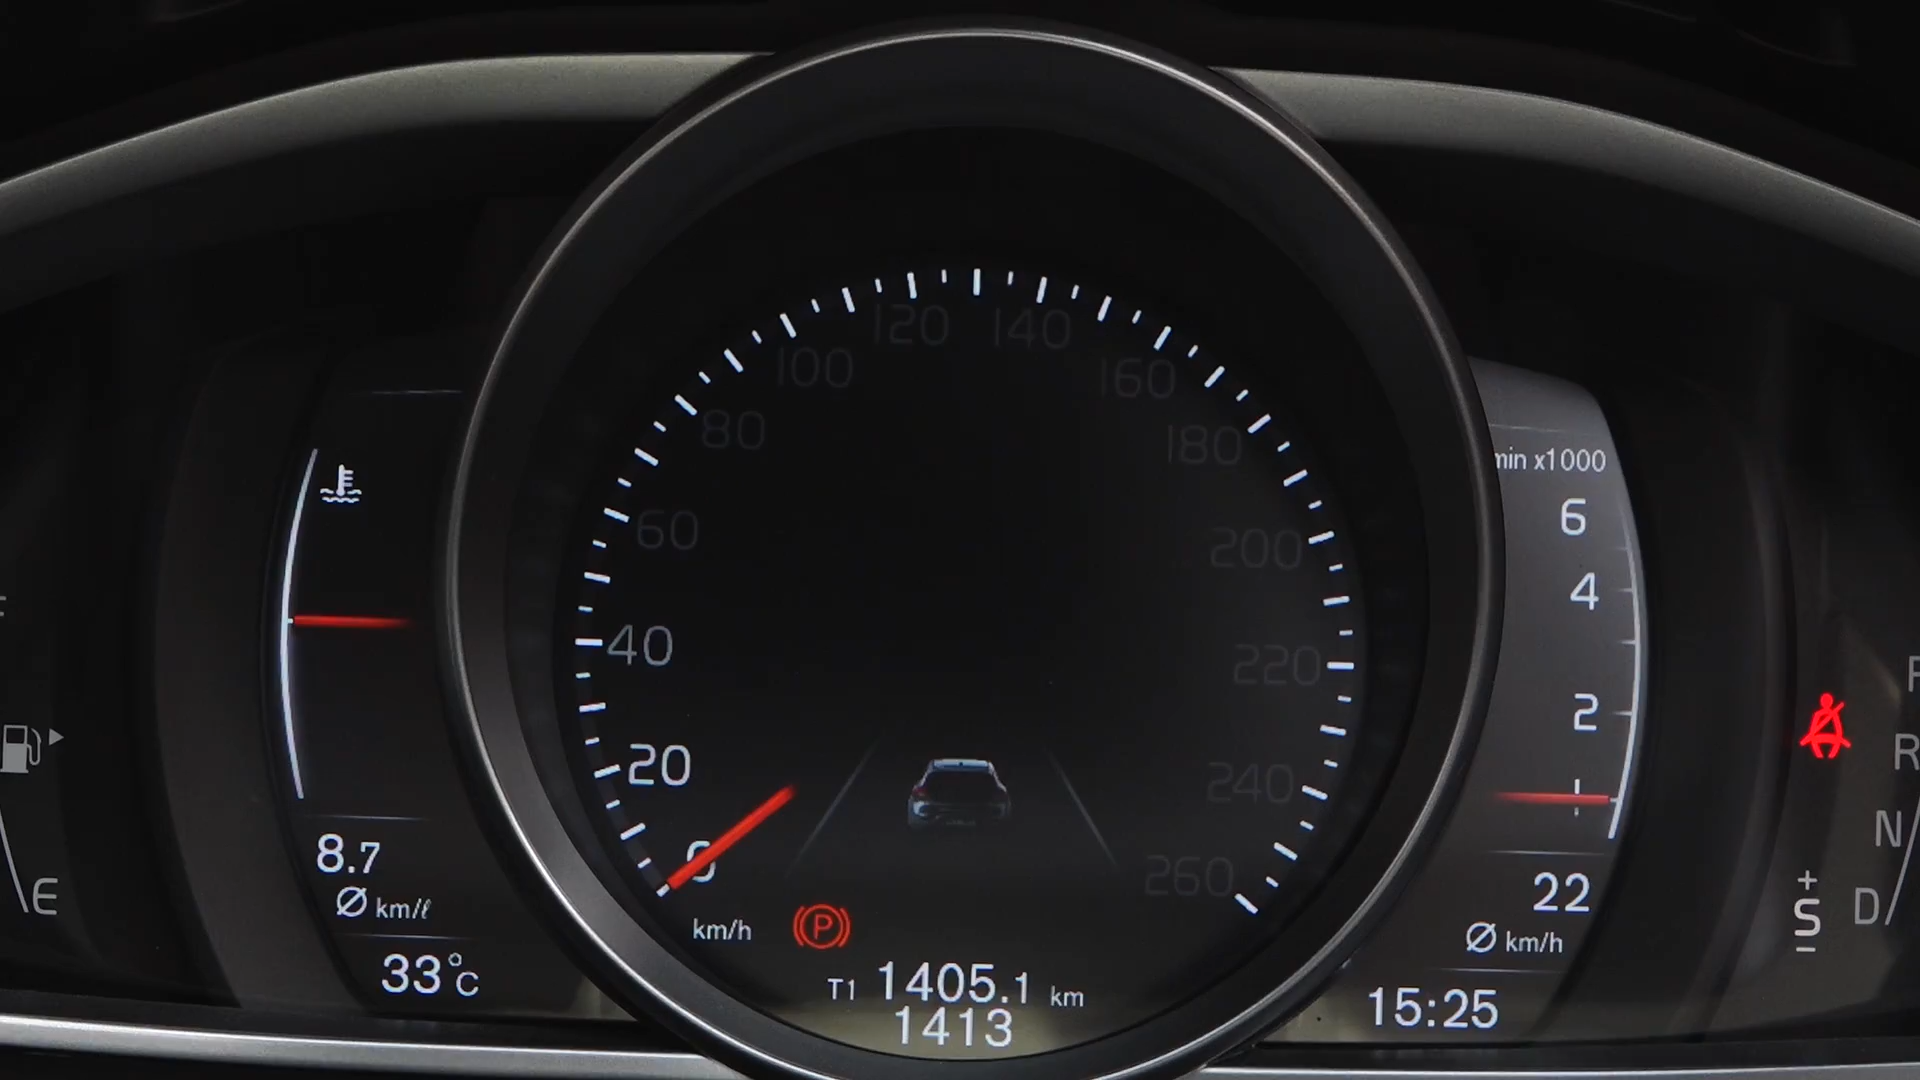 120 140
100 160
80 180
60 200
40 220
20 240
0 260
km/h
P
T1 1405.1 km
1413
8.7
Ø km/ℓ
33°C
E
min x1000
6
4
2
22
Ø km/h
15:25
R
N
D
+
S
−